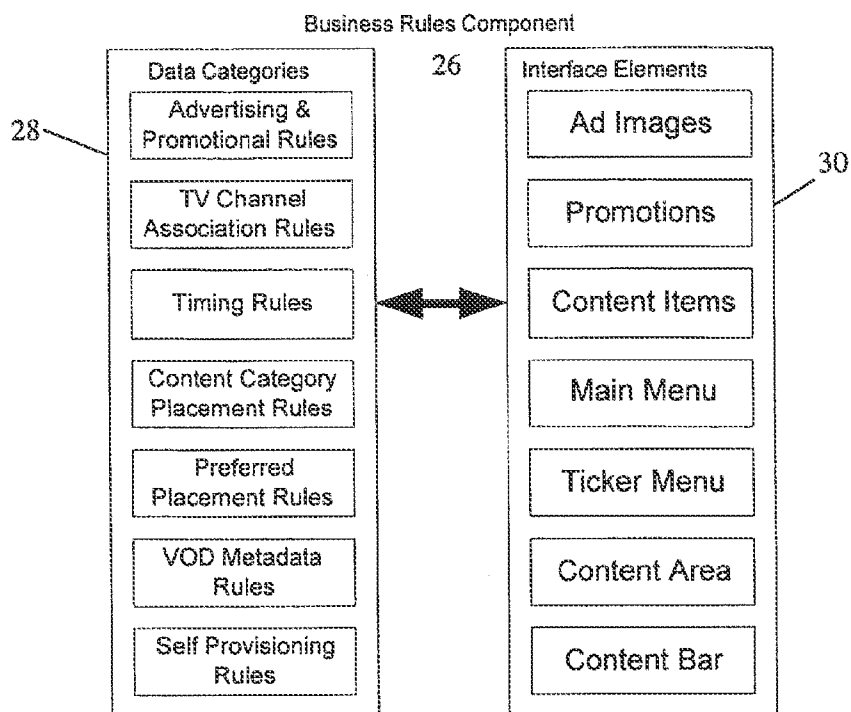 Business Rules Component
26
28
Data Categories
Advertising &
Promotional Rules
TV Channel
Association Rules
Timing Rules
Content Category
Placement Rules
Preferred
Placement Rules
VOD Metadata
Rules
Self Provisioning
Rules
Interface Elements
30
Ad Images
Promotions
Content Items
Main Menu
Ticker Menu
Content Area
Content Bar